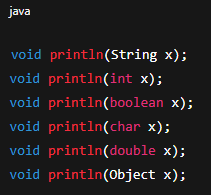 java
void println(String x);
void println(int x);
void println(boolean x);
void println(char x);
void println(double x);
void println(Object x);